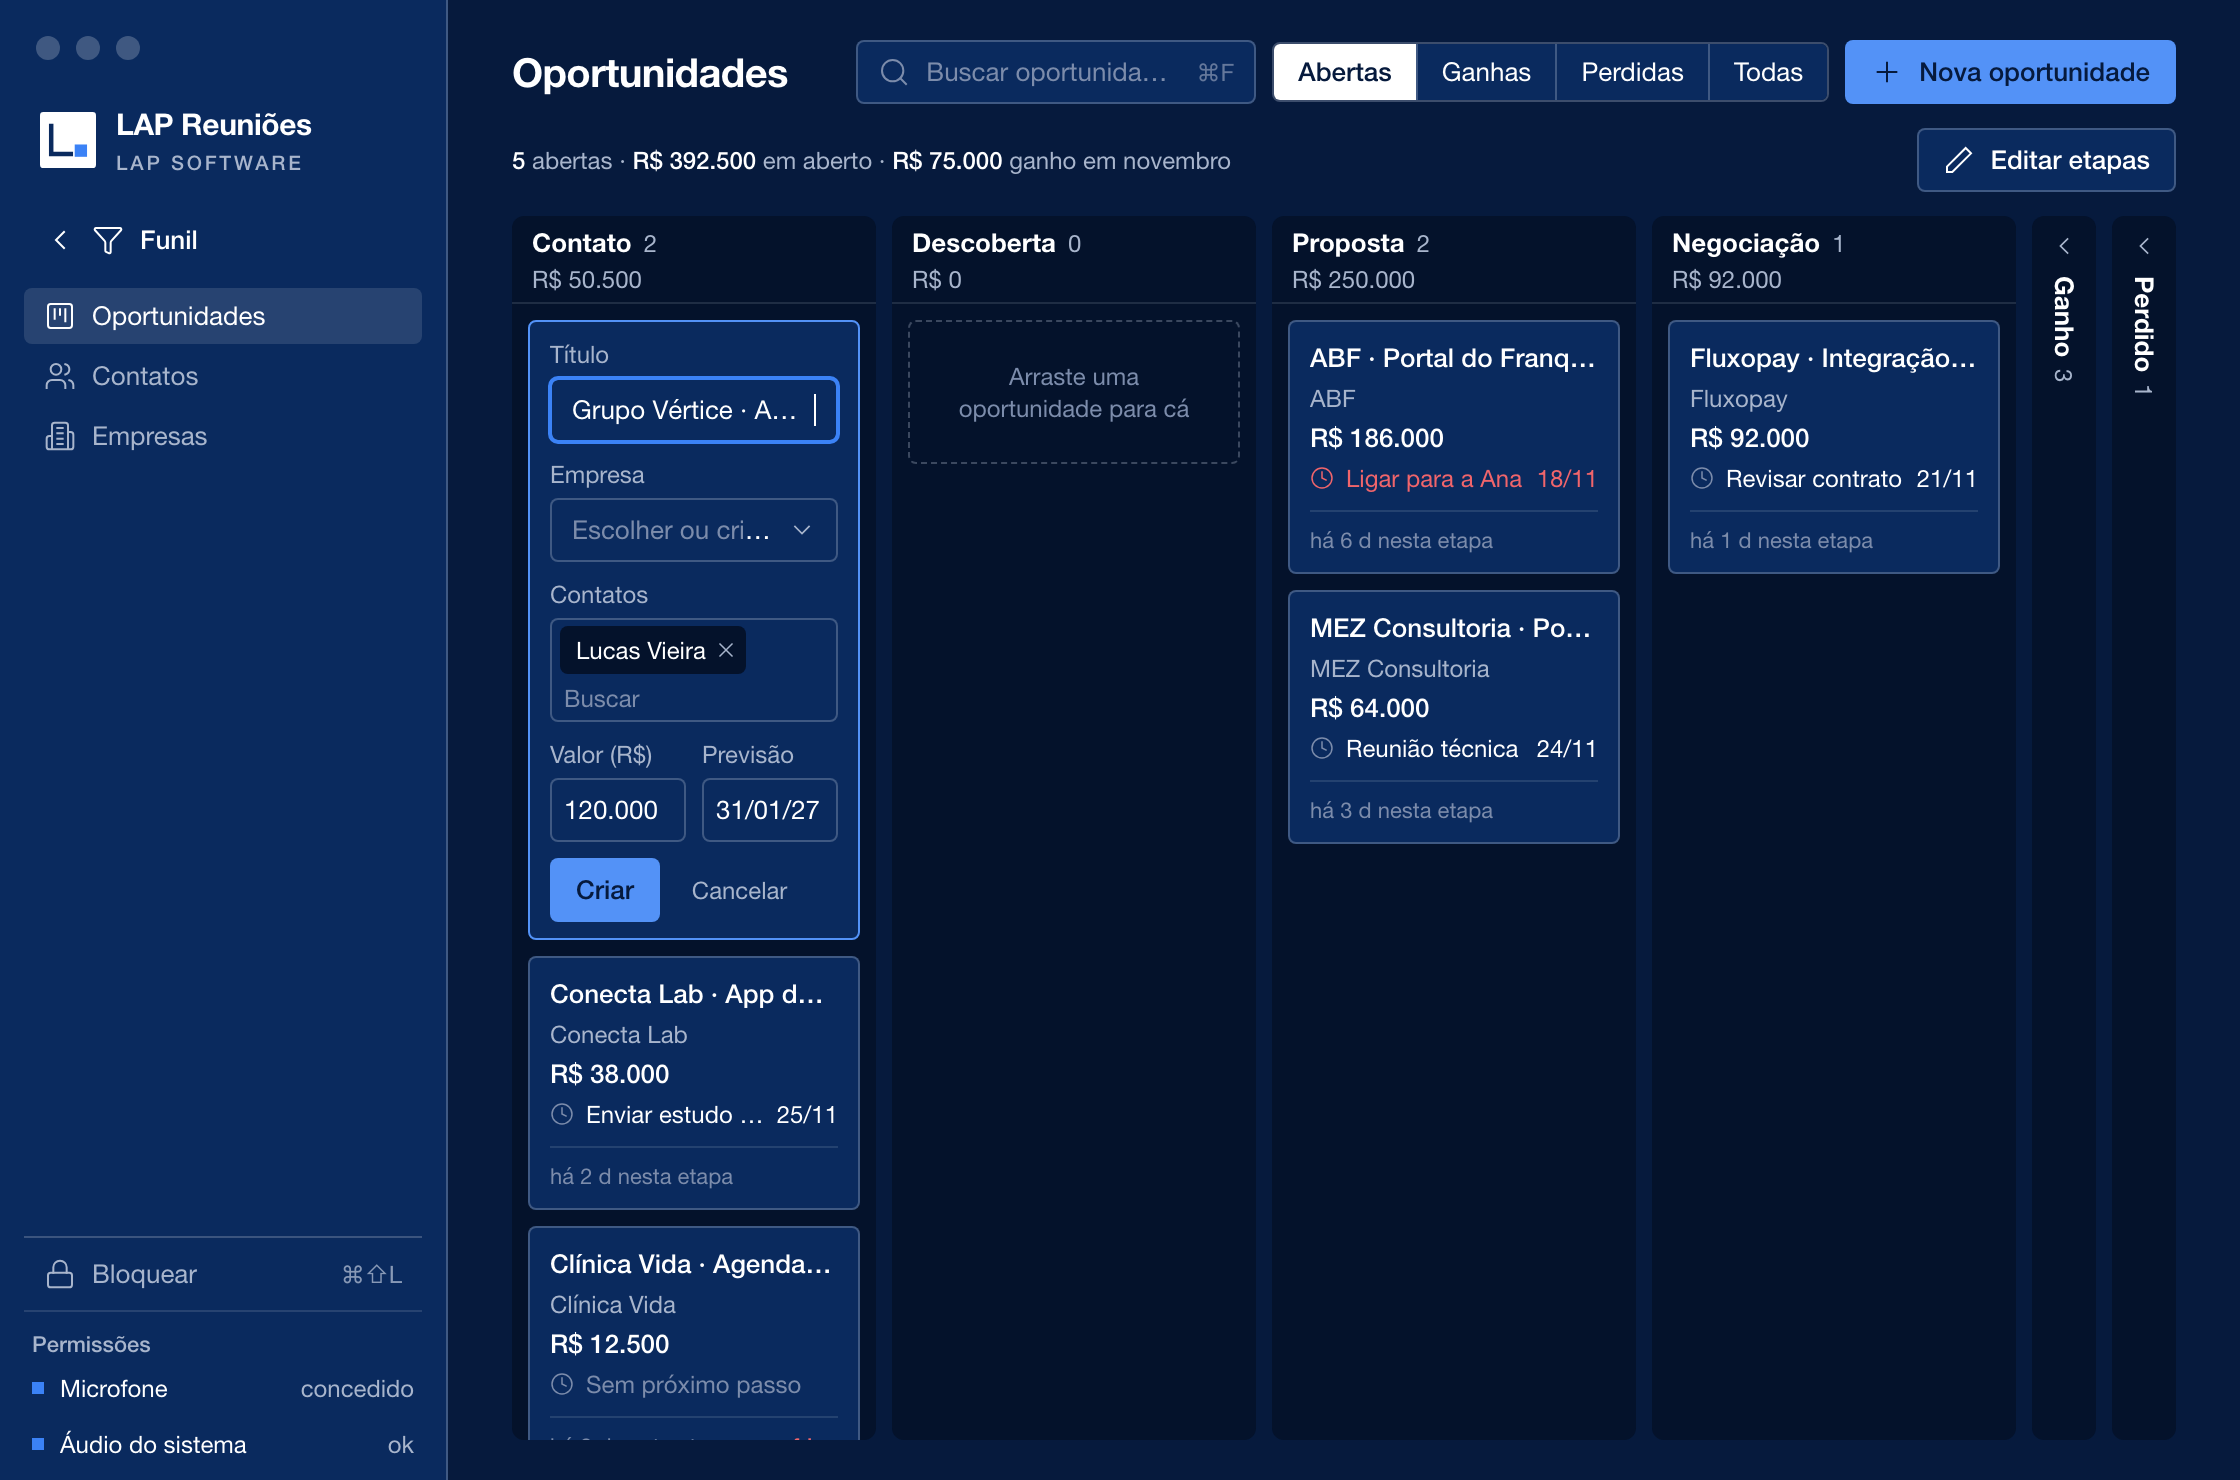 LAP Reuniões
LAP SOFTWARE
Funil
Oportunidades
Contatos
Empresas
Bloquear ⌘⇧L
Permissões
Microfone concedido
Áudio do sistema ok
Oportunidades
Buscar oportunida… ⌘F
Abertas Ganhas Perdidas Todas
Nova oportunidade
5 abertas · R$ 392.500 em aberto · R$ 75.000 ganho em novembro
Editar etapas
Contato 2
R$ 50.500
Título
Grupo Vértice · A…
Empresa
Escolher ou cri…
Contatos
Lucas Vieira
Buscar
Valor (R$) Previsão
120.000 31/01/27
Criar Cancelar
Conecta Lab · App d…
Conecta Lab
R$ 38.000
Enviar estudo … 25/11
há 2 d nesta etapa
Clínica Vida · Agenda…
Clínica Vida
R$ 12.500
Sem próximo passo
Descoberta 0
R$ 0
Arraste uma
oportunidade para cá
Proposta 2
R$ 250.000
ABF · Portal do Franq…
ABF
R$ 186.000
Ligar para a Ana 18/11
há 6 d nesta etapa
MEZ Consultoria · Po…
MEZ Consultoria
R$ 64.000
Reunião técnica 24/11
há 3 d nesta etapa
Negociação 1
R$ 92.000
Fluxopay · Integração…
Fluxopay
R$ 92.000
Revisar contrato 21/11
há 1 d nesta etapa
Ganho 3
Perdido 1